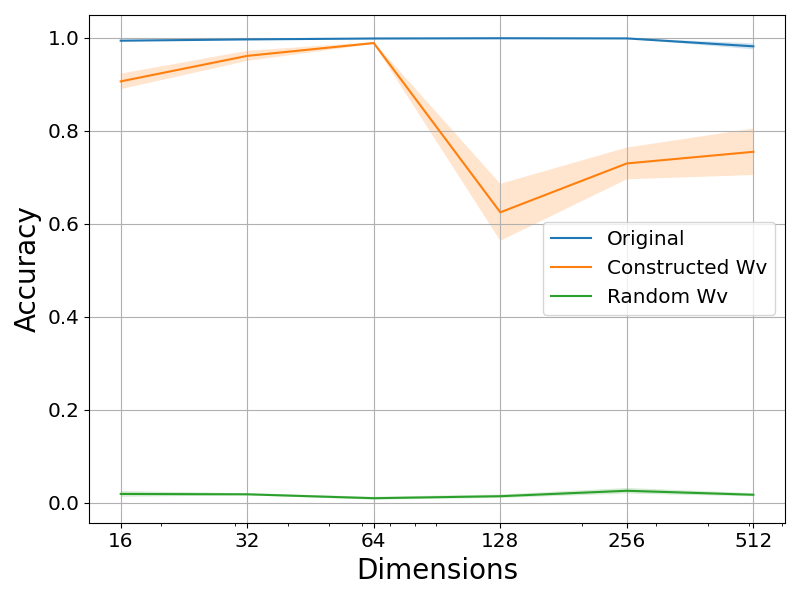 1.0
0.8
0.6
0.4
0.2
0.0
Accuracy
Original
Constructed Wv
Random Wv
16 32 64 128 256 512
Dimensions